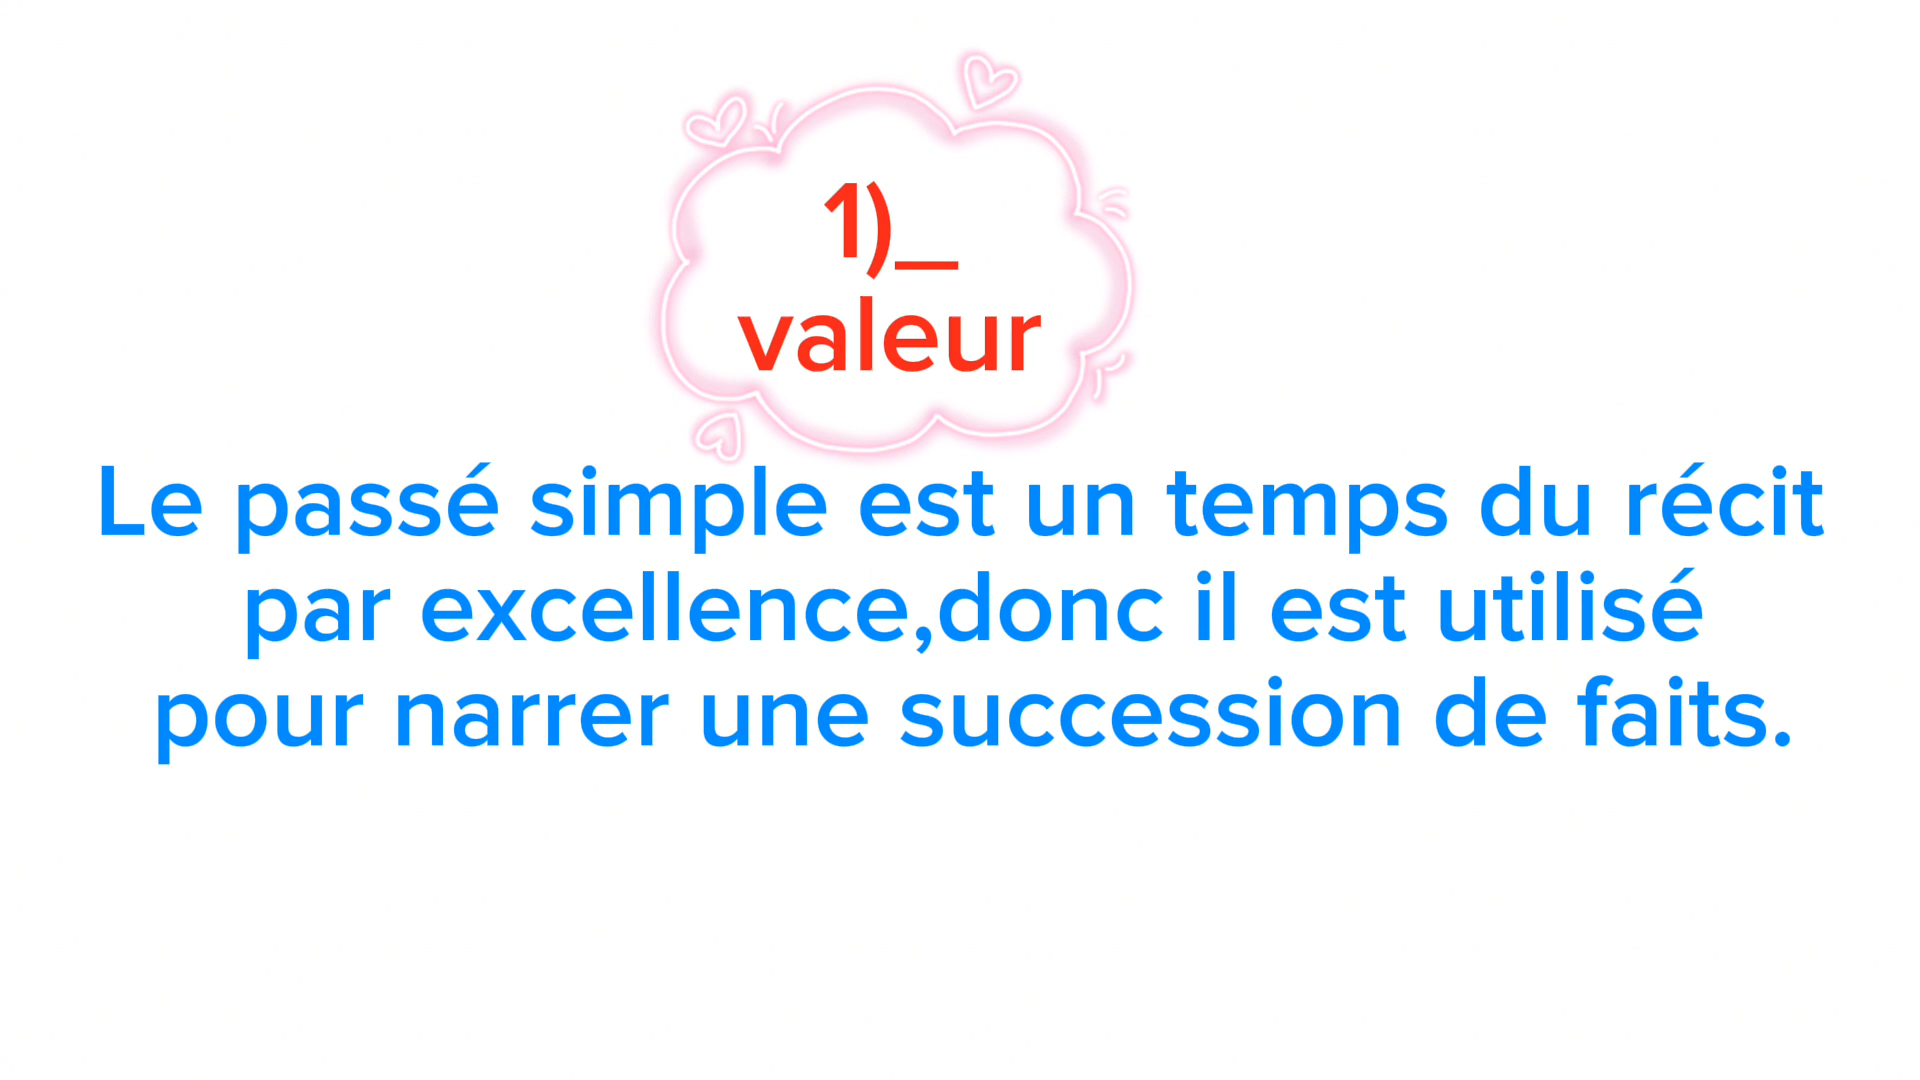 1)_
valeur
Le passé simple est un temps du récit
par excellence,donc il est utilisé
pour narrer une succession de faits.